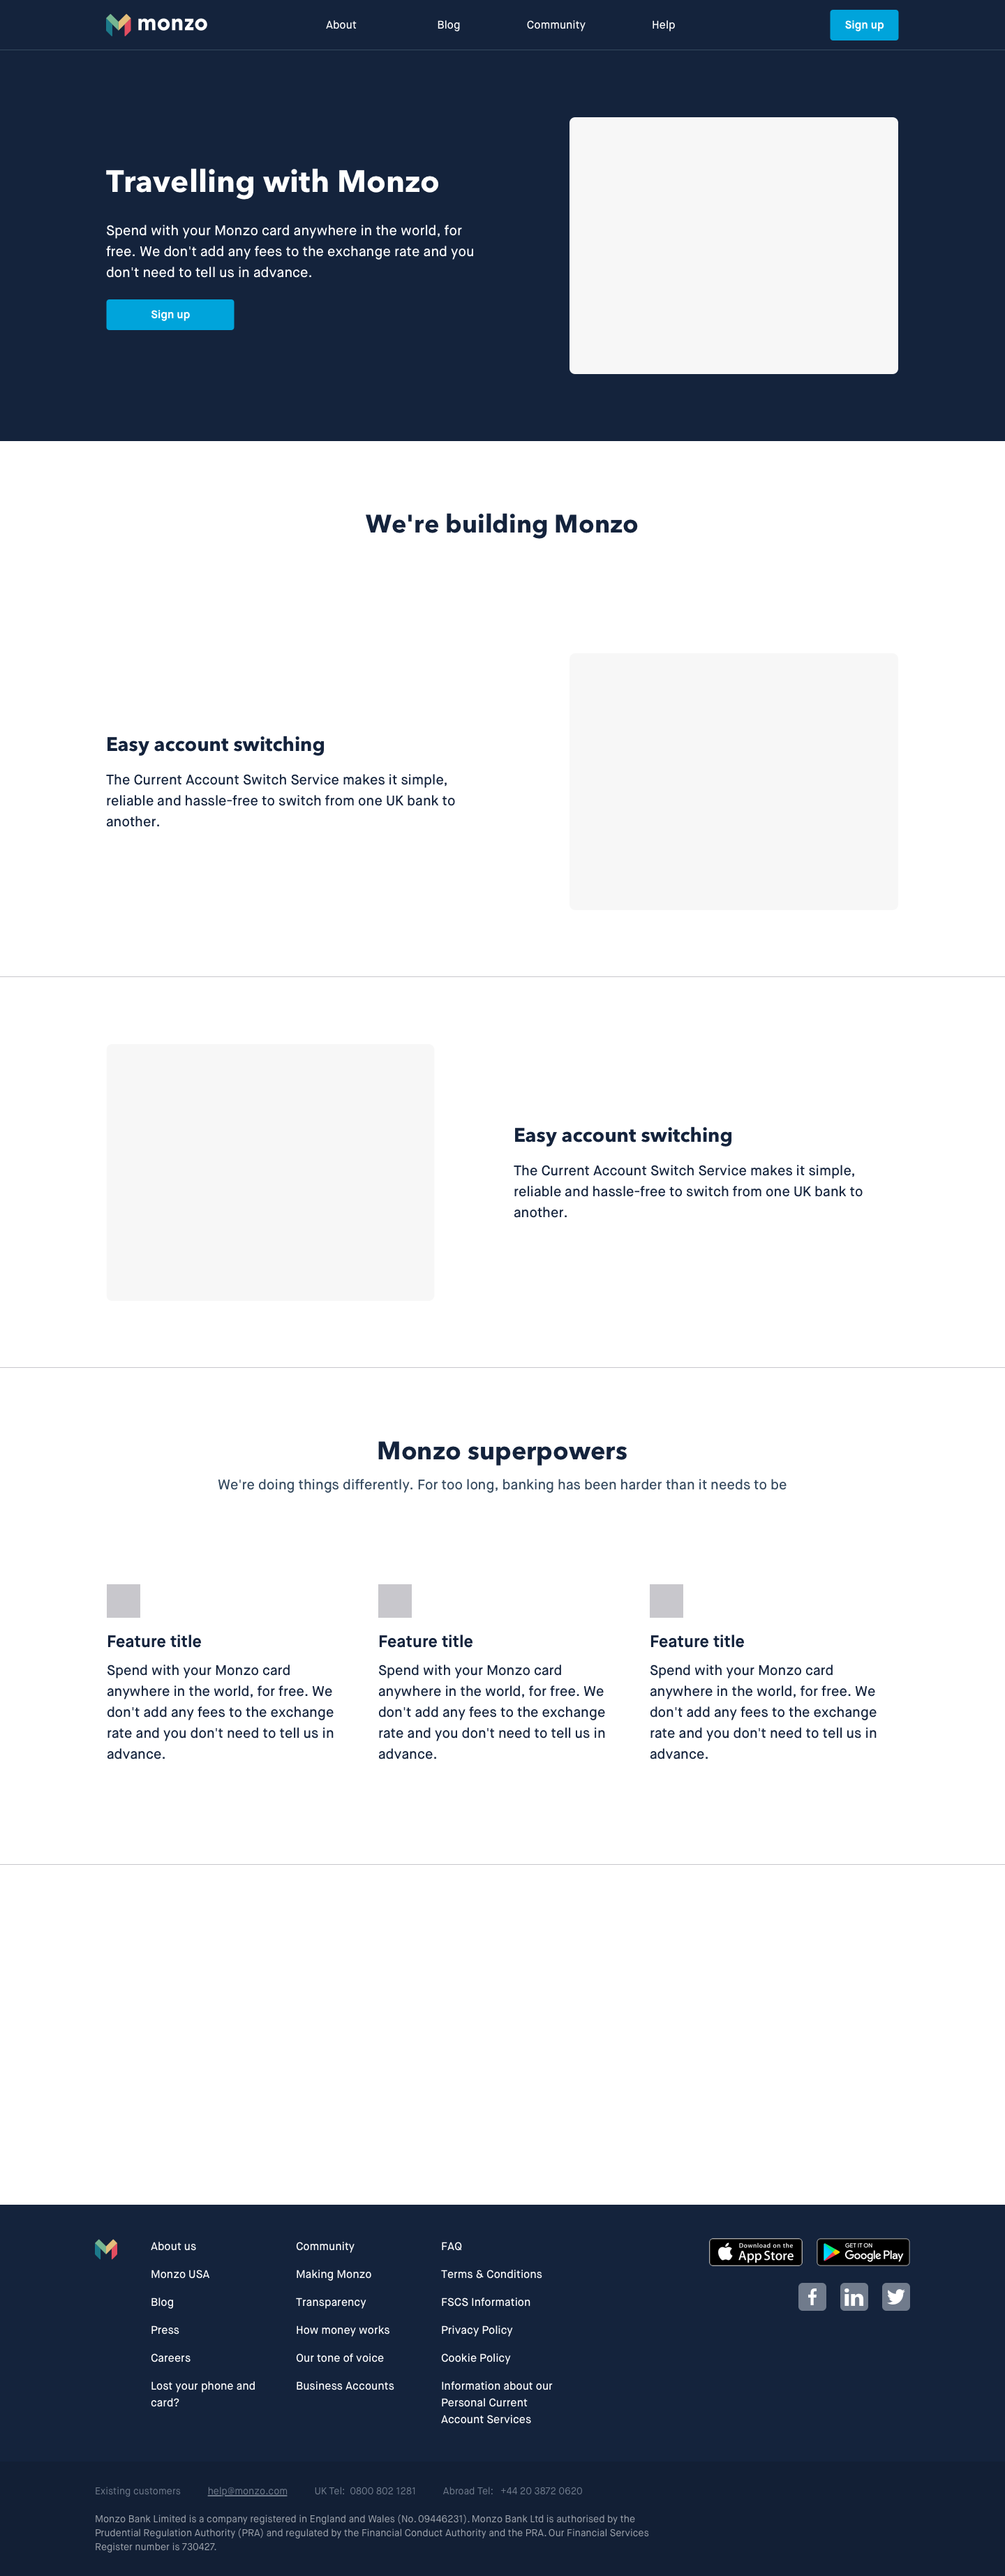 monzo
About
Blog
Community
Help
Sign up
Travelling with Monzo
Spend with your Monzo card anywhere in the world, for
free. We don't add any fees to the exchange rate and you
don't need to tell us in advance.
Sign up
We're building Monzo
Easy account switching
The Current Account Switch Service makes it simple,
reliable and hassle-free to switch from one UK bank to
another.
Easy account switching
The Current Account Switch Service makes it simple,
reliable and hassle-free to switch from one UK bank to
another.
Monzo superpowers
We're doing things differently. For too long, banking has been harder than it needs to be
Feature title
Spend with your Monzo card
anywhere in the world, for free. We
don't add any fees to the exchange
rate and you don't need to tell us in
advance.
Feature title
Spend with your Monzo card
anywhere in the world, for free. We
don't add any fees to the exchange
rate and you don't need to tell us in
advance.
Feature title
Spend with your Monzo card
anywhere in the world, for free. We
don't add any fees to the exchange
rate and you don't need to tell us in
advance.
About us
Monzo USA
Blog
Press
Careers
Lost your phone and
card?
Community
Making Monzo
Transparency
How money works
Our tone of voice
Business Accounts
FAQ
Terms & Conditions
FSCS Information
Privacy Policy
Cookie Policy
Information about our
Personal Current
Account Services
Download on the
App Store
GET IT ON
Google Play
f
in
Existing customers
help@monzo.com
UK Tel: 0800 802 1281
Abroad Tel: +44 20 3872 0620
Monzo Bank Limited is a company registered in England and Wales (No. 09446231). Monzo Bank Ltd is authorised by the
Prudential Regulation Authority (PRA) and regulated by the Financial Conduct Authority and the PRA. Our Financial Services
Register number is 730427.